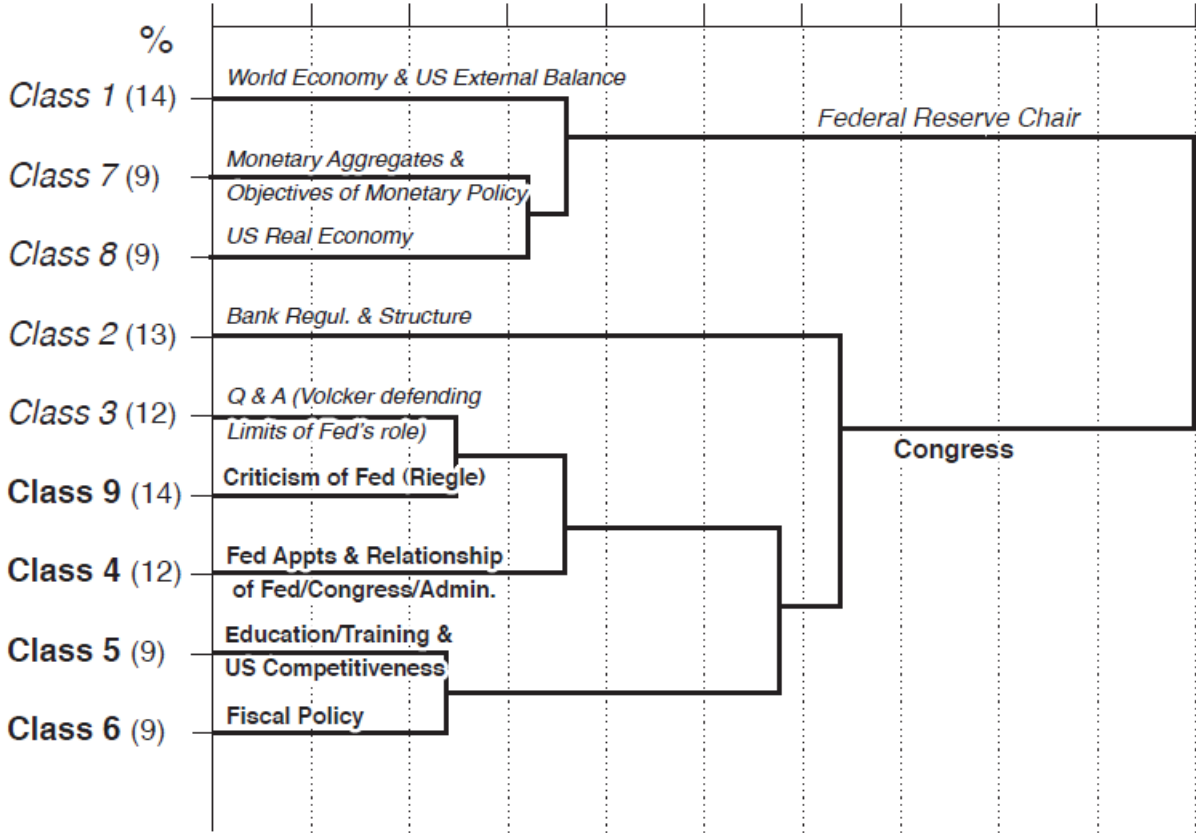 %
World Economy & US External Balance
Class 1 (14)
Federal Reserve Chair
Monetary Aggregates &
Class 7 (9)
Objectives of Monetary Policy
US Real Economy
Class 8 (9)
Bank Regul. & Structure
Class 2 (13)
Q & A (Volcker defending
Class 3 (12)
Limits of Fed's role)
Congress
Criticism of Fed (Riegle)
Class 9 (14)
Fed Appts & Relationship
Class 4 (12)
of Fed/Congress/Admin.
Education/Training &
Class 5 (9)
US Competitiveness
Fiscal Policy
Class 6 (9)